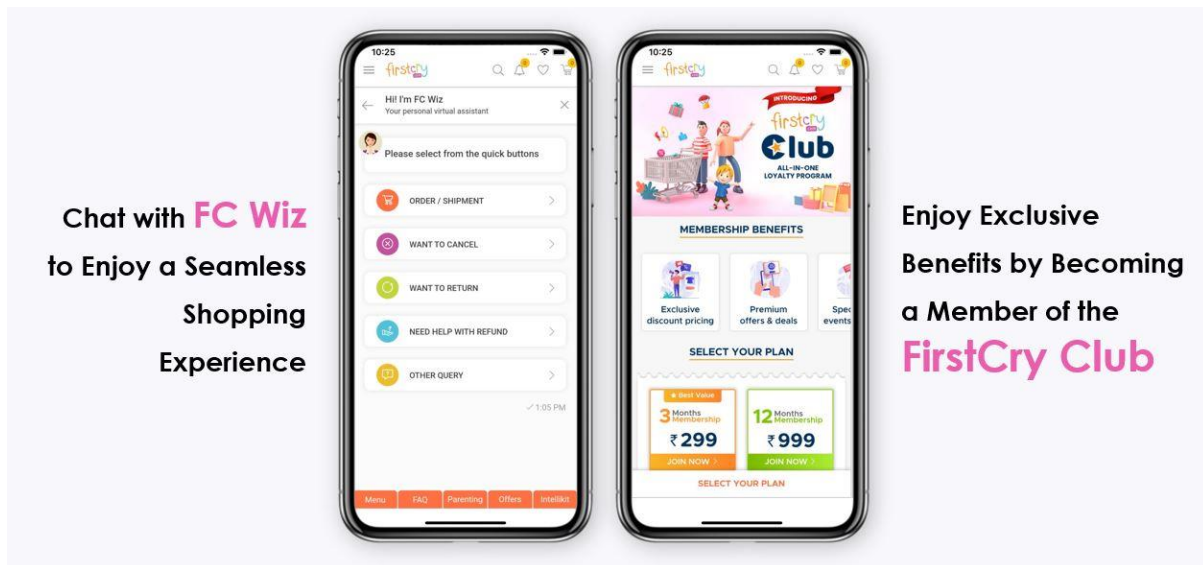 Chat with FC Wiz
to Enjoy a Seamless
Shopping
Experience
10:25
firstcry
.com
Hi! I'm FC Wiz
Your personal virtual assistant
Please select from the quick buttons
ORDER / SHIPMENT
WANT TO CANCEL
WANT TO RETURN
NEED HELP WITH REFUND
OTHER QUERY
1:05 PM
Menu FAQ Parenting Offers Intellikit
10:25
firstcry
.com
INTRODUCING
firstcry
.com
Club
ALL-IN-ONE
LOYALTY PROGRAM
MEMBERSHIP BENEFITS
Exclusive
discount pricing
Premium
offers & deals
Spec
events
SELECT YOUR PLAN
Best Value
3 Months
Membership
₹299
JOIN NOW
12 Months
Membership
₹999
JOIN NOW
SELECT YOUR PLAN
Enjoy Exclusive
Benefits by Becoming
a Member of the
FirstCry Club